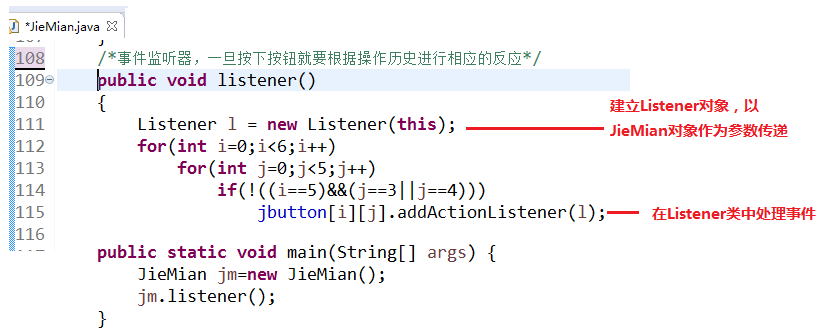 *JieMian.java
108 /*事件监听器，一旦按下按钮就要根据操作历史进行相应的反应*/
109 public void listener()
110 {
111 Listener l = new Listener(this);
建立Listener对象，以
JieMian对象作为参数传递
112 for(int i=0;i<6;i++)
113 for(int j=0;j<5;j++)
114 if(!((i==5)&&(j==3||j==4)))
115 jbutton[i][j].addActionListener(l);
在Listener类中处理事件
116
public static void main(String[] args) {
JieMian jm=new JieMian();
jm.listener();
}